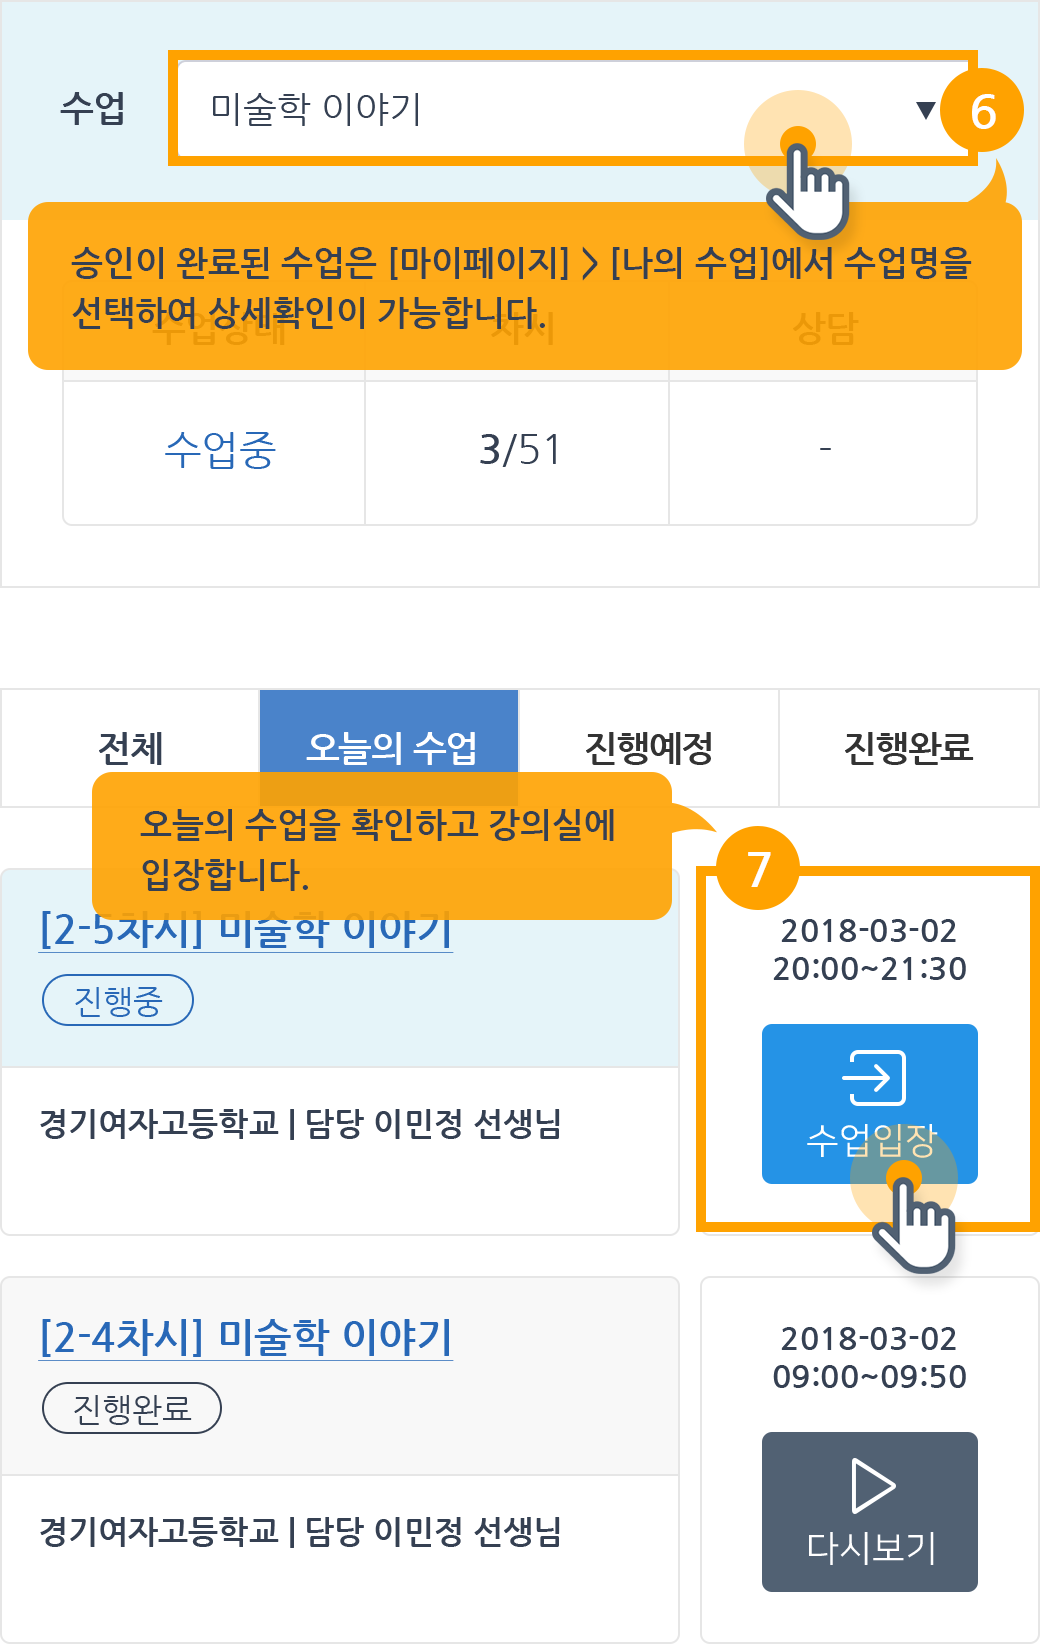 수업
미술학 이야기
6
승인이 완료된 수업은 [마이페이지] > [나의 수업]에서 수업명을
선택하여 상세확인이 가능합니다.
수업상태 차시 상담
수업중 3/51 -
전체 오늘의 수업 진행예정 진행완료
오늘의 수업을 확인하고 강의실에
입장합니다.
7
[2-5차시] 미술학 이야기
진행중
경기여자고등학교 | 담당 이민정 선생님
2018-03-02
20:00~21:30
수업입장
[2-4차시] 미술학 이야기
진행완료
경기여자고등학교 | 담당 이민정 선생님
2018-03-02
09:00~09:50
다시보기